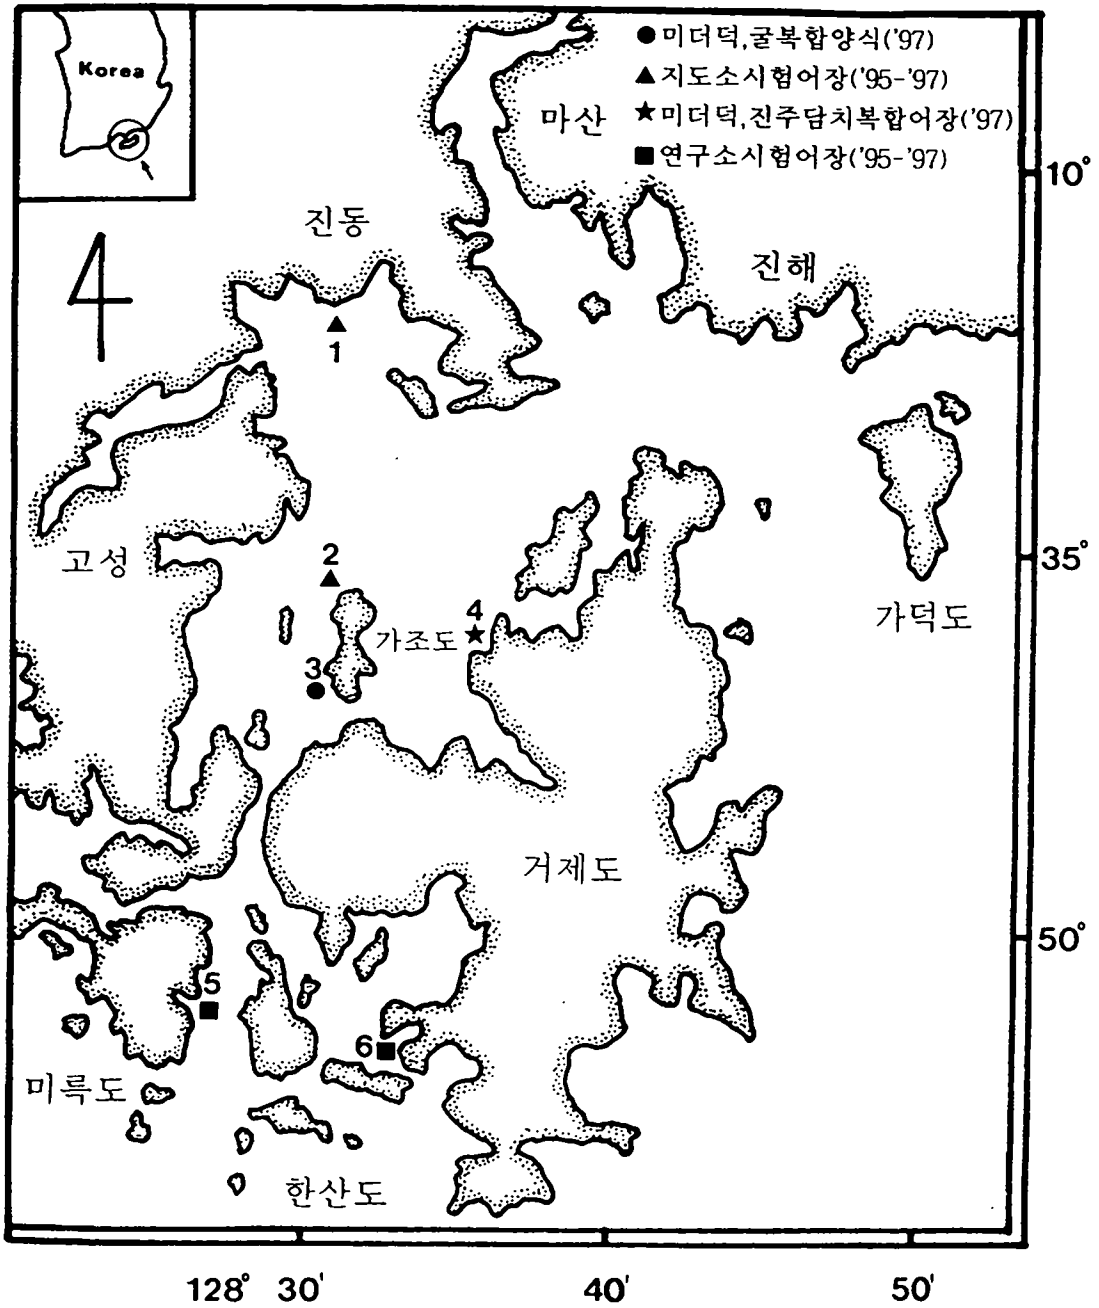 Korea
●미더덕,굴복합양식('97)
▲지도소시험어장('95-'97)
★미더덕,진주담치복합어장('97)
■연구소시험어장('95-'97)
마산
10°
진동
진해
1
고성
2
35°
4
가조도
가덕도
3
거제도
50°
5
6
미륵도
한산도
128° 30' 40' 50'